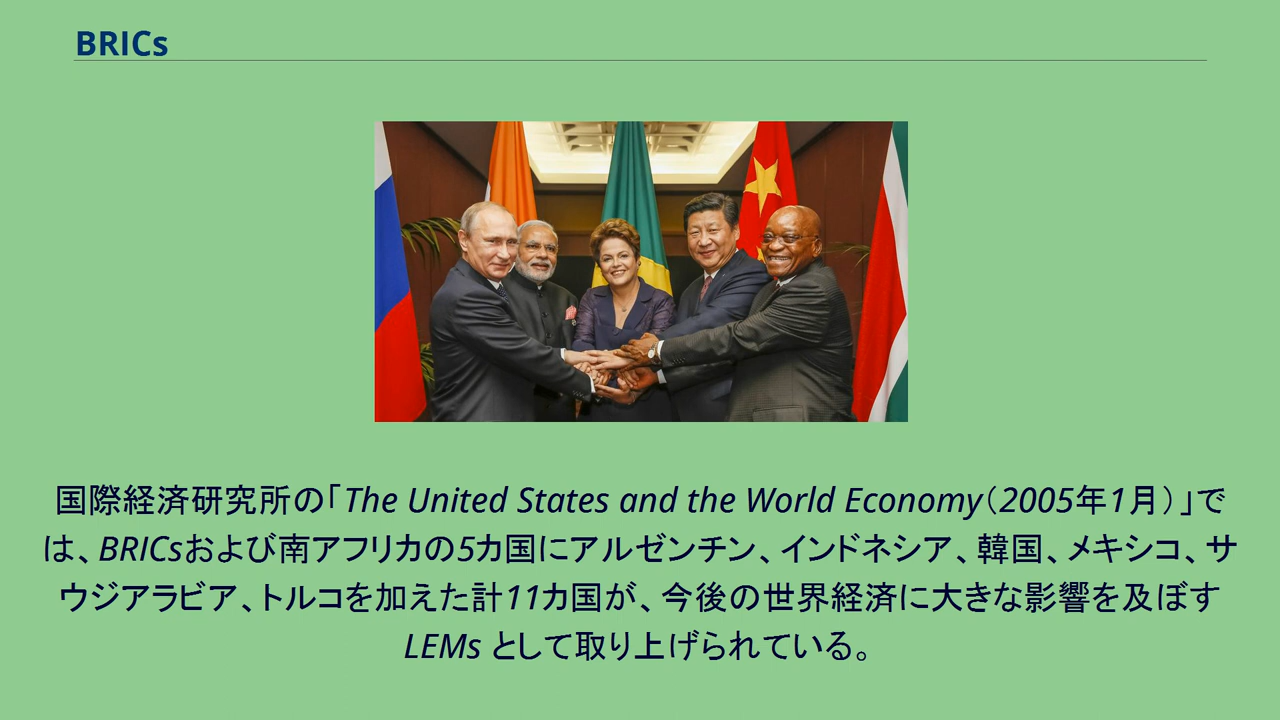 BRICs
国際経済研究所の「The United States and the World Economy（2005年1月）」で
は、BRICsおよび南アフリカの5カ国にアルゼンチン、インドネシア、韓国、メキシコ、サ
ウジアラビア、トルコを加えた計11カ国が、今後の世界経済に大きな影響を及ぼす
LEMs として取り上げられている。